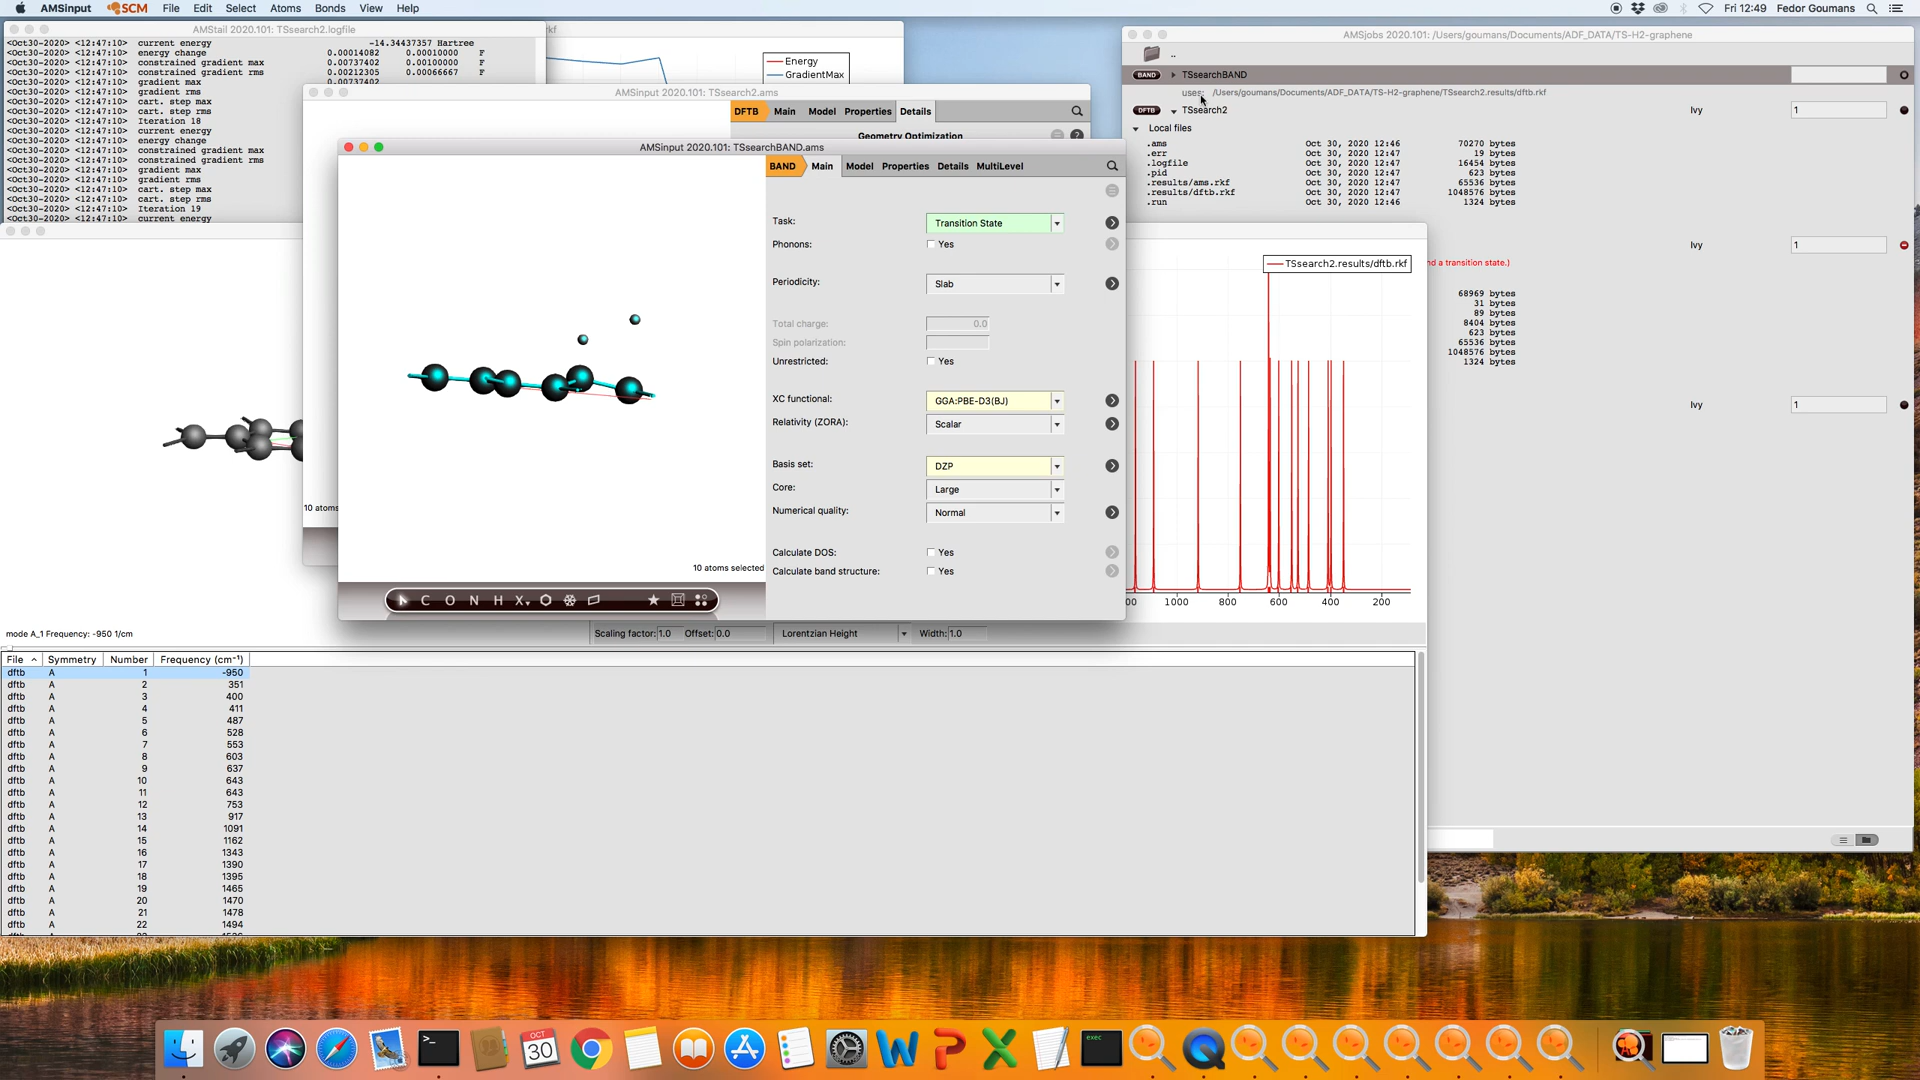 AMSinput SCM File Edit Select Atoms Bonds View Help Fri 12:49 Fedor Goumans
AMStail 2020.101: TSsearch2.logfile
<Oct30-2020> <12:47:10> current energy -14.34437357 Hartree
<Oct30-2020> <12:47:10> energy change 0.00014082 0.00010000 F
<Oct30-2020> <12:47:10> constrained gradient max 0.00737402 0.00100000 F
<Oct30-2020> <12:47:10> constrained gradient rms 0.00212305 0.00066667 F
<Oct30-2020> <12:47:10> gradient max 0.00737402
<Oct30-2020> <12:47:10> gradient rms
<Oct30-2020> <12:47:10> cart. step max
<Oct30-2020> <12:47:10> cart. step rms
<Oct30-2020> <12:47:10> Iteration 18
<Oct30-2020> <12:47:10> current energy
<Oct30-2020> <12:47:10> energy change
<Oct30-2020> <12:47:10> constrained gradient max
<Oct30-2020> <12:47:10> constrained gradient rms
<Oct30-2020> <12:47:10> gradient max
<Oct30-2020> <12:47:10> gradient rms
<Oct30-2020> <12:47:10> cart. step max
<Oct30-2020> <12:47:10> cart. step rms
<Oct30-2020> <12:47:10> Iteration 19
<Oct30-2020> <12:47:10> current energy
rkf
Energy
GradientMax
AMSinput 2020.101: TSsearch2.ams
DFTB Main Model Properties Details
Geometry Optimization
10 atoms
AMSinput 2020.101: TSsearchBAND.ams
BAND Main Model Properties Details MultiLevel
Task: Transition State
Phonons: Yes
Periodicity: Slab
Total charge: 0.0
Spin polarization:
Unrestricted: Yes
XC functional: GGA:PBE-D3(BJ)
Relativity (ZORA): Scalar
Basis set: DZP
Core: Large
Numerical quality: Normal
Calculate DOS: Yes
Calculate band structure: Yes
10 atoms selected
C O N H X
AMSjobs 2020.101: /Users/goumans/Documents/ADF_DATA/TS-H2-graphene
..
BAND TSsearchBAND
uses: /Users/goumans/Documents/ADF_DATA/TS-H2-graphene/TSsearch2.results/dftb.rkf
DFTB TSsearch2 Ivy 1
Local files
.ams Oct 30, 2020 12:46 70270 bytes
.err Oct 30, 2020 12:47 19 bytes
.logfile Oct 30, 2020 12:47 16454 bytes
.pid Oct 30, 2020 12:47 623 bytes
.results/ams.rkf Oct 30, 2020 12:47 65536 bytes
.results/dftb.rkf Oct 30, 2020 12:47 1048576 bytes
.run Oct 30, 2020 12:46 1324 bytes
Ivy 1
nd a transition state.)
68969 bytes
31 bytes
89 bytes
8404 bytes
623 bytes
65536 bytes
1048576 bytes
1324 bytes
Ivy 1
TSsearch2.results/dftb.rkf
00 1000 800 600 400 200
mode A_1 Frequency: -950 1/cm
Scaling factor: 1.0 Offset: 0.0 Lorentzian Height Width: 1.0
File Symmetry Number Frequency (cm⁻¹)
dftb A 1 -950
dftb A 2 351
dftb A 3 400
dftb A 4 411
dftb A 5 487
dftb A 6 528
dftb A 7 553
dftb A 8 603
dftb A 9 637
dftb A 10 643
dftb A 11 643
dftb A 12 753
dftb A 13 917
dftb A 14 1091
dftb A 15 1162
dftb A 16 1343
dftb A 17 1390
dftb A 18 1395
dftb A 19 1465
dftb A 20 1470
dftb A 21 1478
dftb A 22 1494
OCT
30
exec